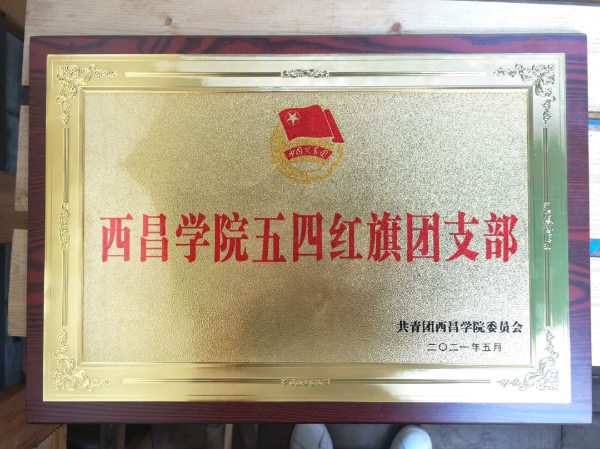 中国共青团
西昌学院五四红旗团支部
共青团西昌学院委员会
二〇二一年五月